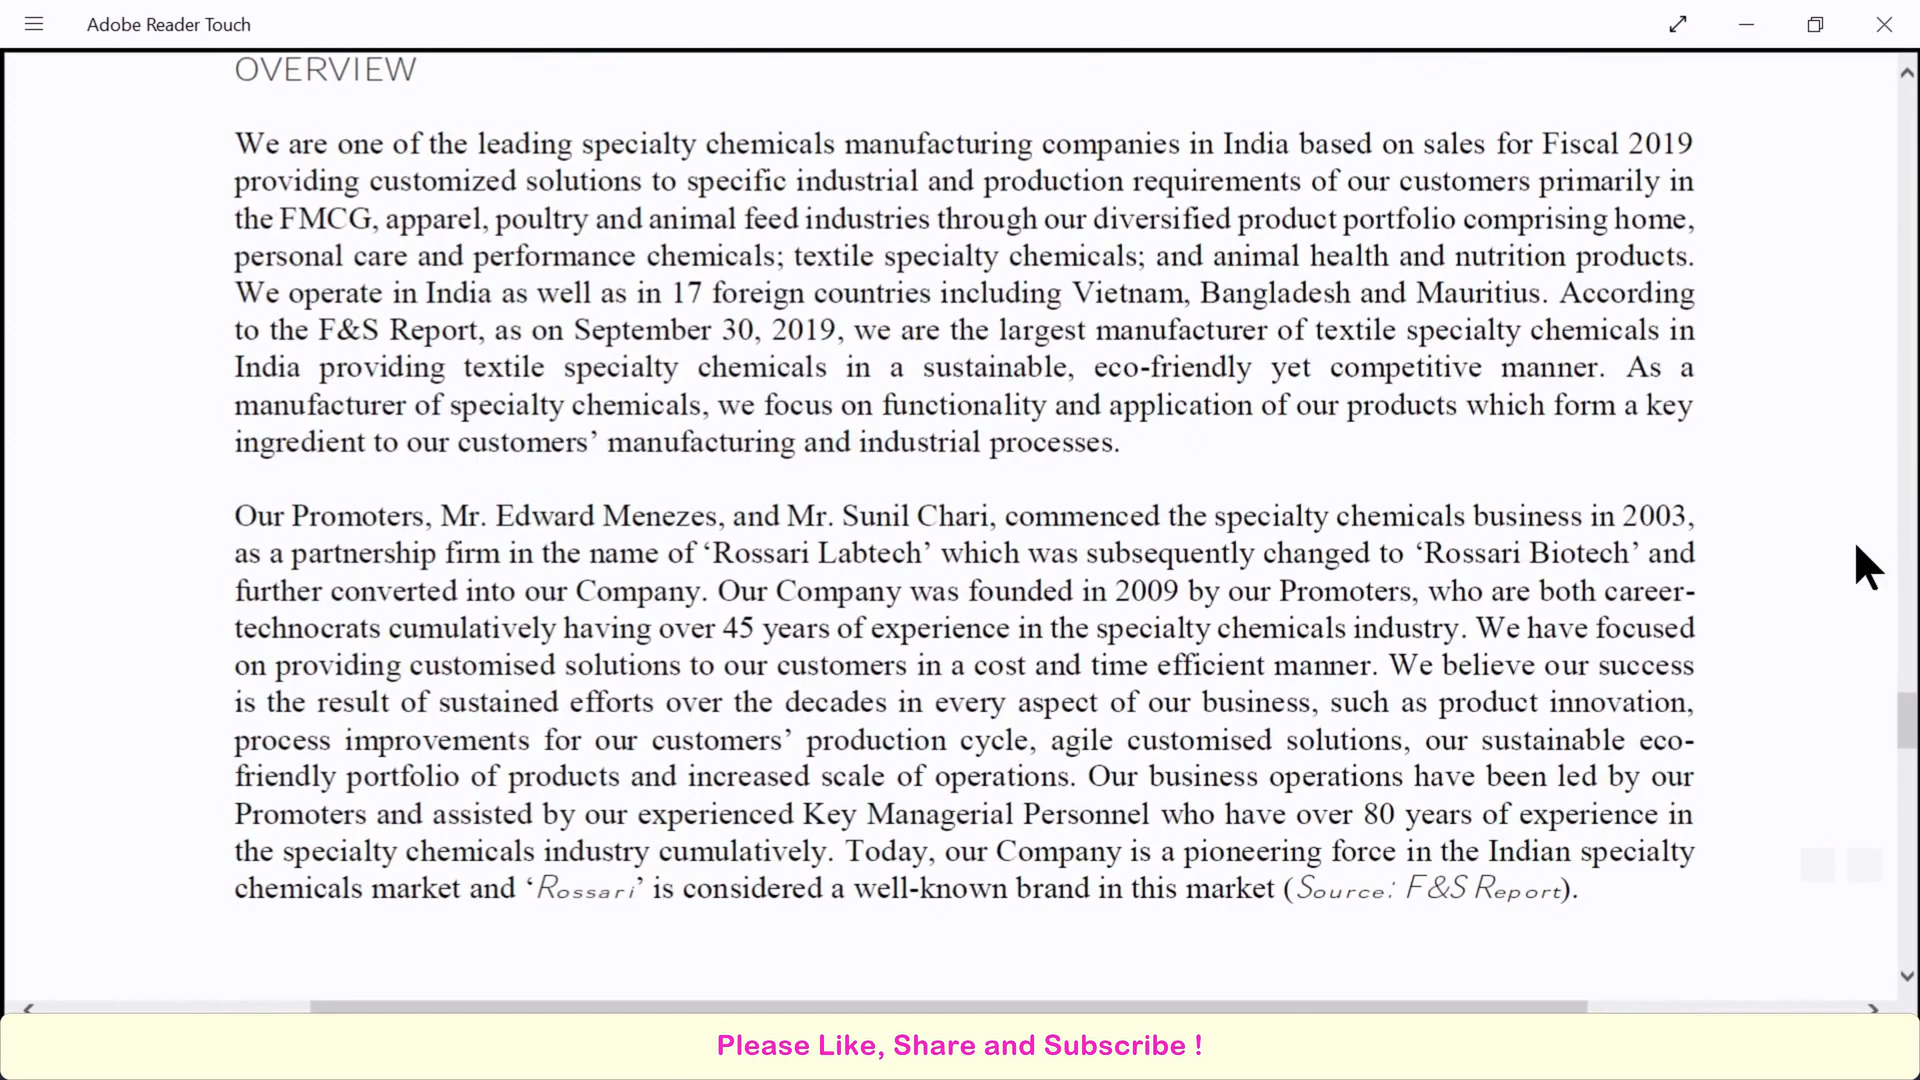 Adobe Reader Touch
OVERVIEW
We are one of the leading specialty chemicals manufacturing companies in India based on sales for Fiscal 2019
providing customized solutions to specific industrial and production requirements of our customers primarily in
the FMCG, apparel, poultry and animal feed industries through our diversified product portfolio comprising home,
personal care and performance chemicals; textile specialty chemicals; and animal health and nutrition products.
We operate in India as well as in 17 foreign countries including Vietnam, Bangladesh and Mauritius. According
to the F&S Report, as on September 30, 2019, we are the largest manufacturer of textile specialty chemicals in
India providing textile specialty chemicals in a sustainable, eco-friendly yet competitive manner. As a
manufacturer of specialty chemicals, we focus on functionality and application of our products which form a key
ingredient to our customers’ manufacturing and industrial processes.
Our Promoters, Mr. Edward Menezes, and Mr. Sunil Chari, commenced the specialty chemicals business in 2003,
as a partnership firm in the name of ‘Rossari Labtech’ which was subsequently changed to ‘Rossari Biotech’ and
further converted into our Company. Our Company was founded in 2009 by our Promoters, who are both career-
technocrats cumulatively having over 45 years of experience in the specialty chemicals industry. We have focused
on providing customised solutions to our customers in a cost and time efficient manner. We believe our success
is the result of sustained efforts over the decades in every aspect of our business, such as product innovation,
process improvements for our customers’ production cycle, agile customised solutions, our sustainable eco-
friendly portfolio of products and increased scale of operations. Our business operations have been led by our
Promoters and assisted by our experienced Key Managerial Personnel who have over 80 years of experience in
the specialty chemicals industry cumulatively. Today, our Company is a pioneering force in the Indian specialty
chemicals market and ‘Rossari’ is considered a well-known brand in this market (Source: F&S Report).
Please Like, Share and Subscribe !